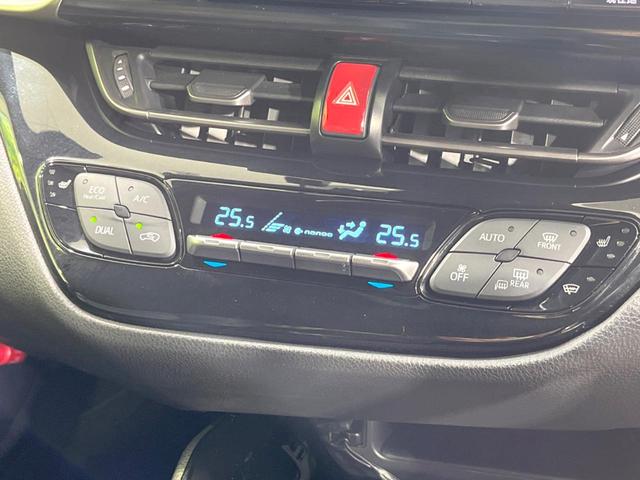 ECO
Heat/Cool
A/C
DUAL
25.5
nanoe
25.5
AUTO
FRONT
OFF
REAR